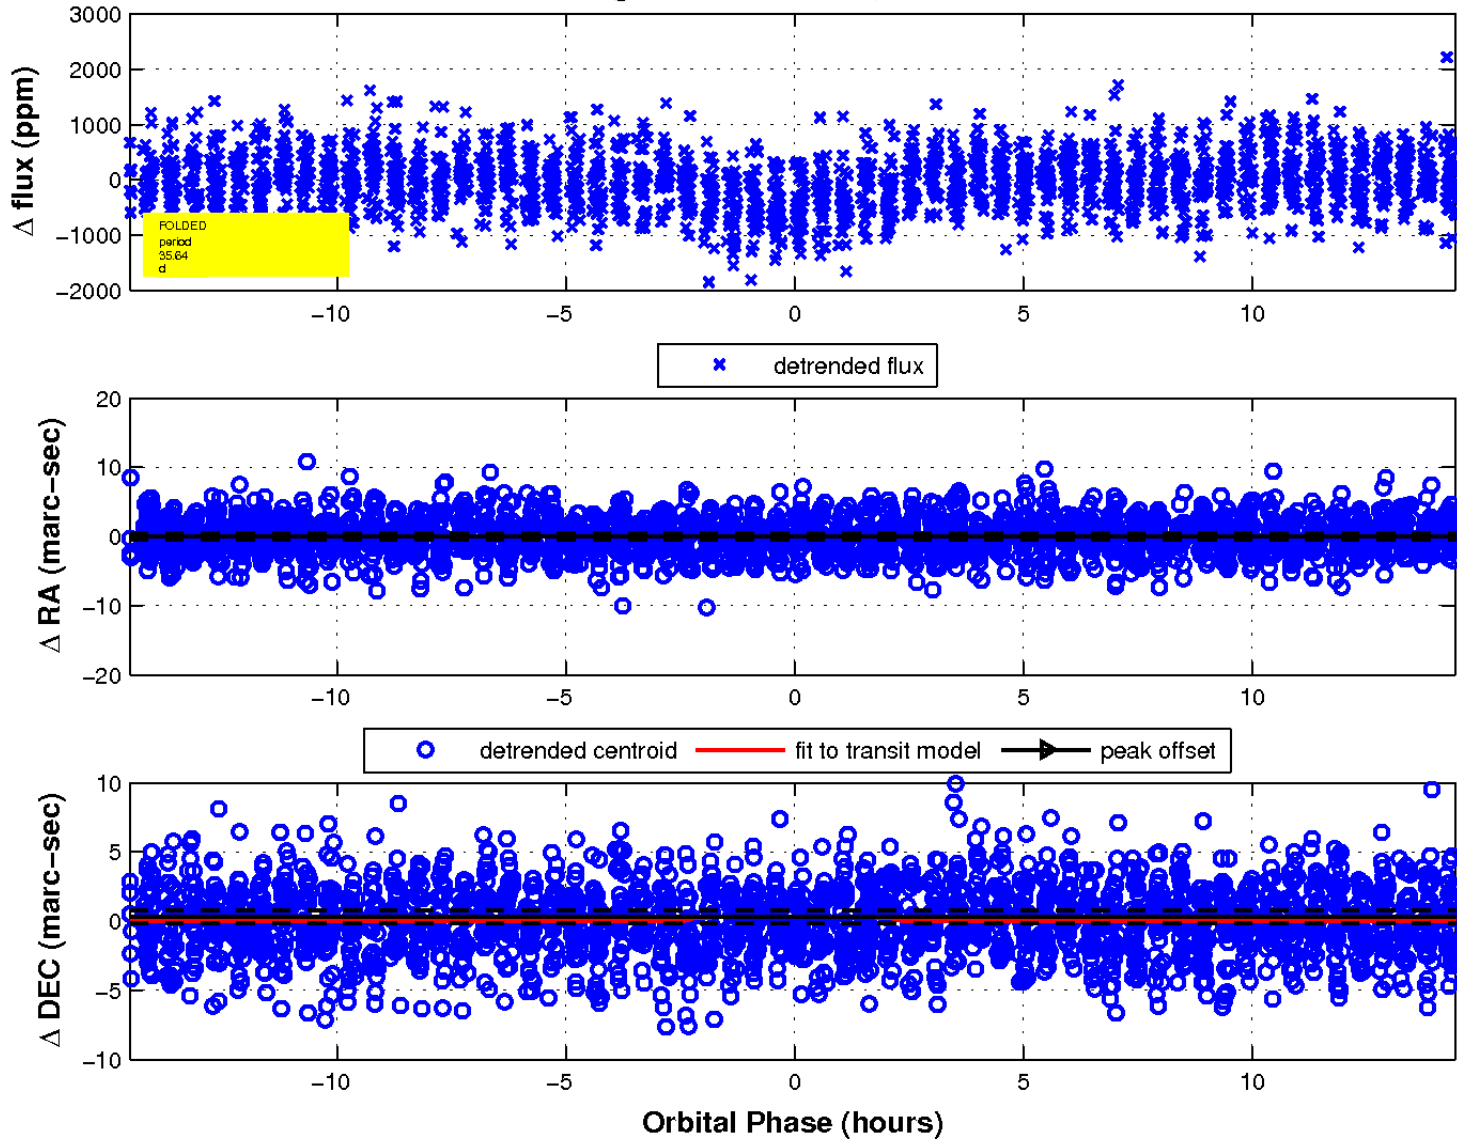 3000
2000
1000
0
−1000
−2000
Δ flux (ppm)
FOLDED
period
35.64
d
−10
−5
0
5
10
detrended flux
20
10
0
−10
−20
Δ RA (marc−sec)
−10
−5
0
5
10
detrended centroid
fit to transit model
peak offset
10
5
0
−5
−10
Δ DEC (marc−sec)
−10
−5
0
5
10
Orbital Phase (hours)